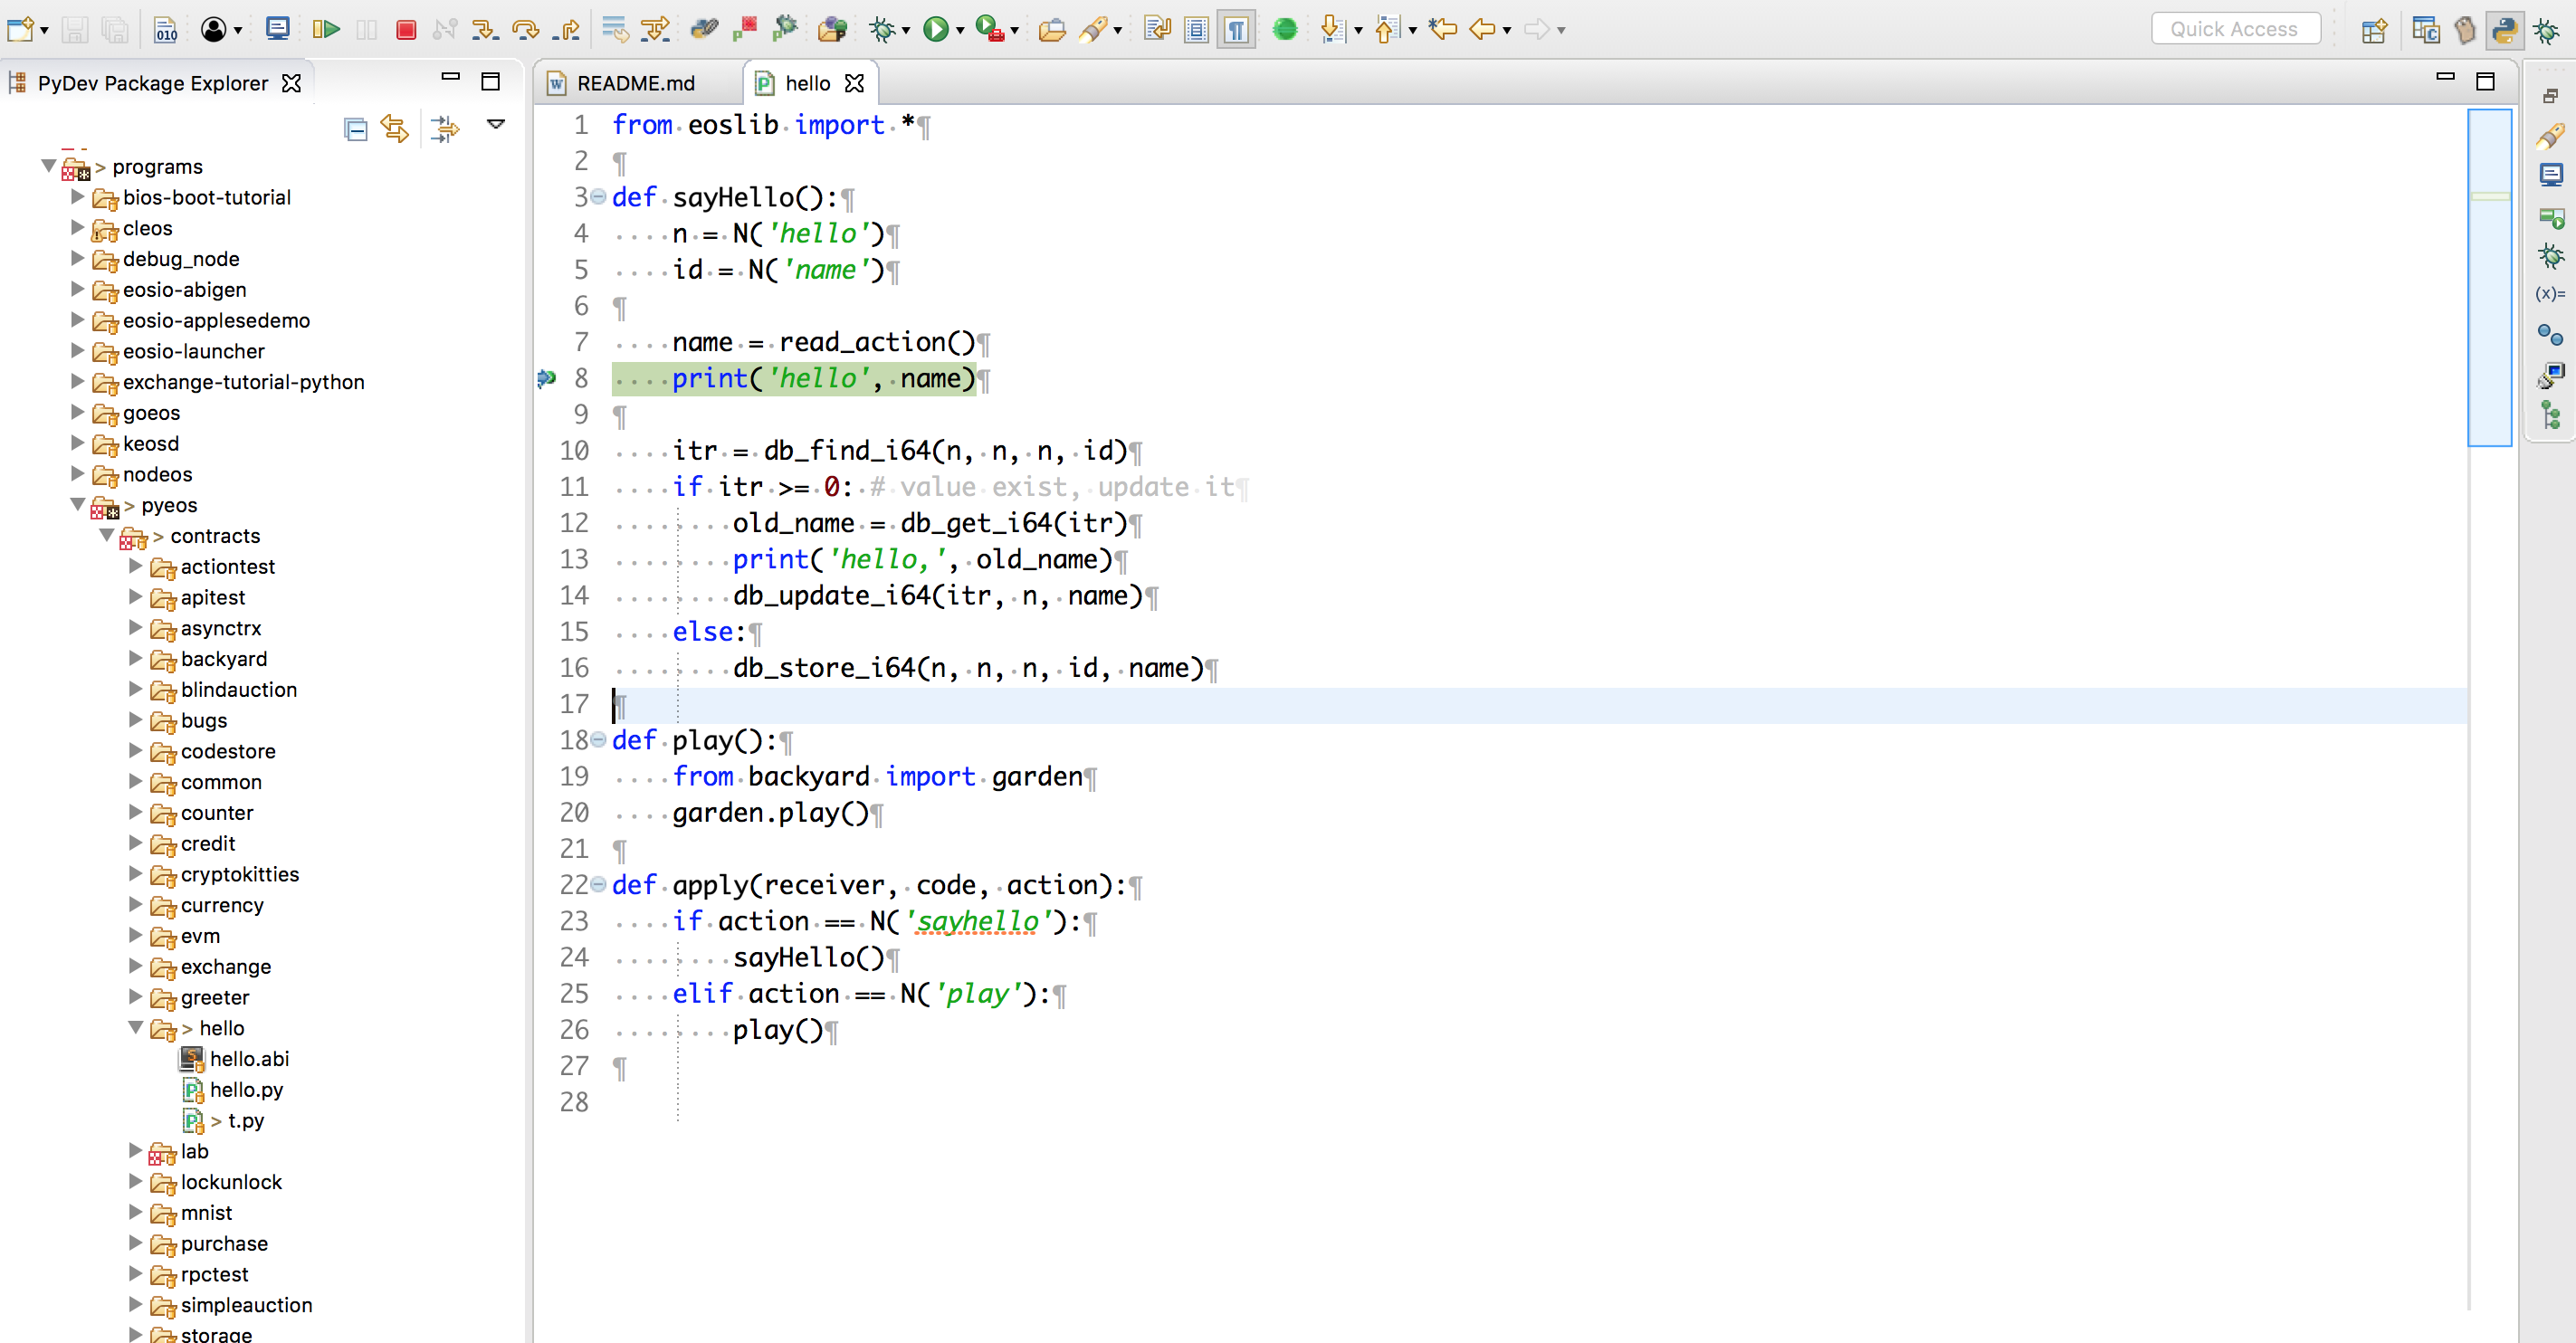 Quick Access
PyDev Package Explorer
> programs
bios-boot-tutorial
cleos
debug_node
eosio-abigen
eosio-applesedemo
eosio-launcher
exchange-tutorial-python
goeos
keosd
nodeos
> pyeos
> contracts
actiontest
apitest
asynctrx
backyard
blindauction
bugs
codestore
common
counter
credit
cryptokitties
currency
evm
exchange
greeter
> hello
hello.abi
hello.py
> t.py
lab
lockunlock
mnist
purchase
rpctest
simpleauction
storage
README.md
hello
1 from eoslib import *¶
2 ¶
3 def sayHello():¶
4 ....n = N('hello')¶
5 ....id = N('name')¶
6 ¶
7 ....name = read_action()¶
8 ....print('hello', name)¶
9 ¶
10 ....itr = db_find_i64(n, n, n, id)¶
11 ....if itr >= 0: # value exist, update it¶
12 ........old_name = db_get_i64(itr)¶
13 ........print('hello,', old_name)¶
14 ........db_update_i64(itr, n, name)¶
15 ....else:¶
16 ........db_store_i64(n, n, n, id, name)¶
17 ¶
18 def play():¶
19 ....from backyard import garden¶
20 ....garden.play()¶
21 ¶
22 def apply(receiver, code, action):¶
23 ....if action == N('sayhello'):¶
24 ........sayHello()¶
25 ....elif action == N('play'):¶
26 ........play()¶
27 ¶
28
(x)=
010